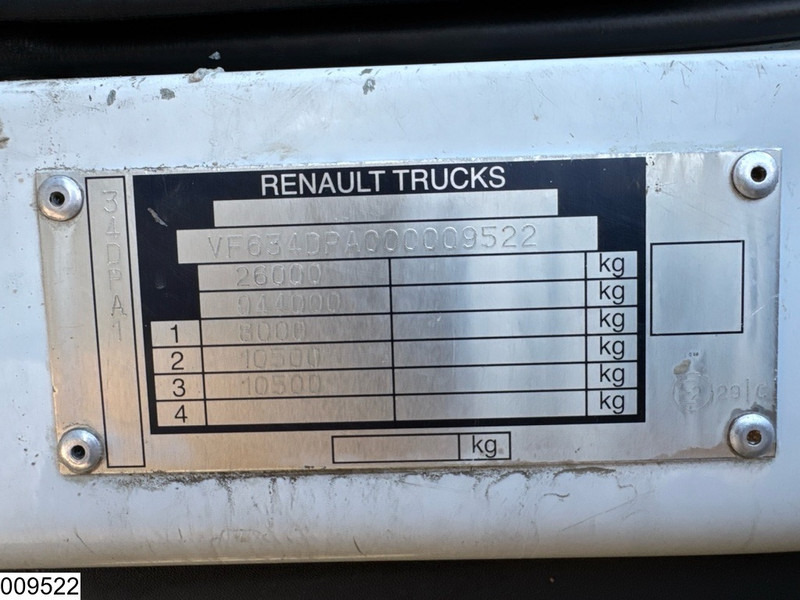 RENAULT TRUCKS
34DPA1
VF634DPA000009522
26000 kg
044000 kg
1 8000 kg
2 10500 kg
3 10500 kg
4 kg
kg
009522